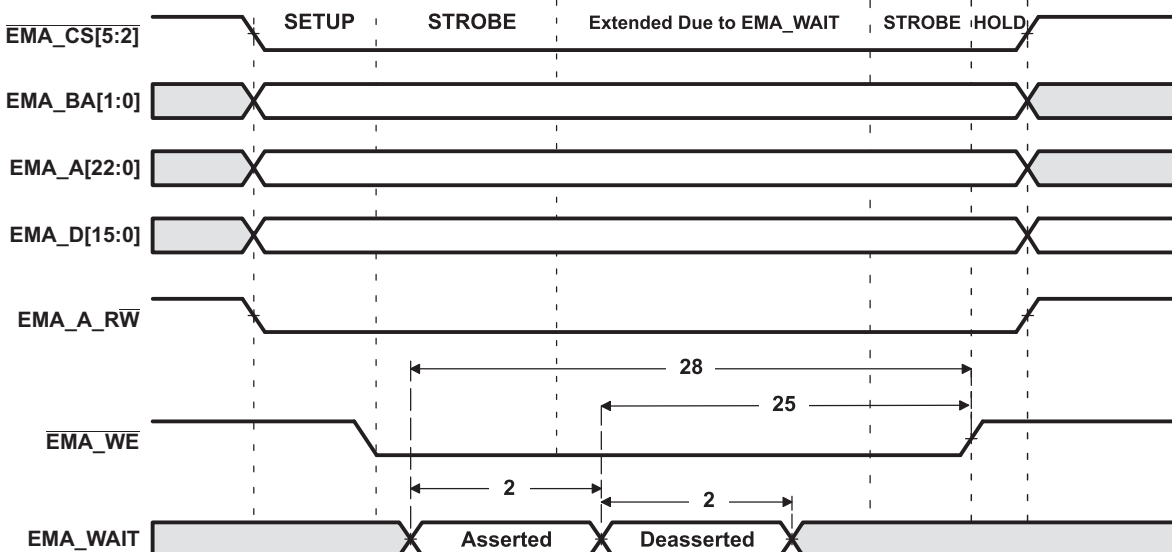 SETUP STROBE Extended Due to EMA_WAIT STROBE HOLD
EMA_CS[5:2]
EMA_BA[1:0]
EMA_A[22:0]
EMA_D[15:0]
EMA_A_RW
28
25
EMA_WE
2
2
EMA_WAIT Asserted Deasserted